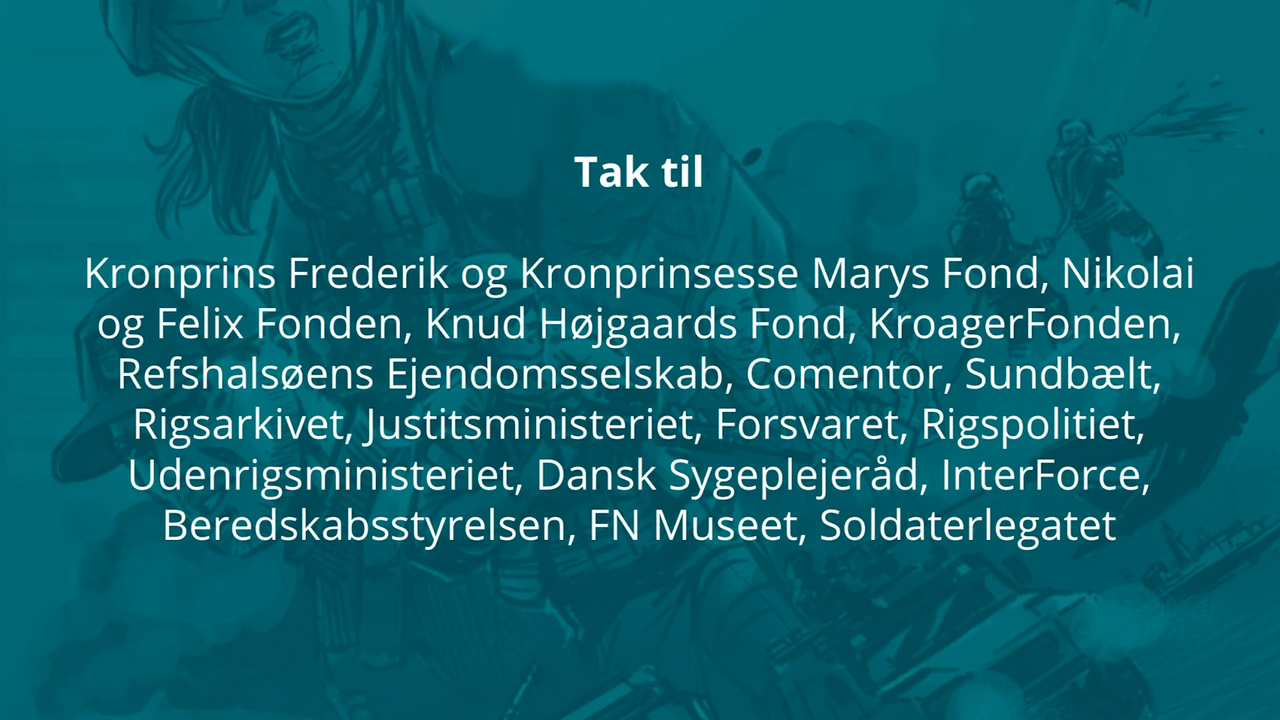 Tak til
Kronprins Frederik og Kronprinsesse Marys Fond, Nikolai
og Felix Fonden, Knud Højgaards Fond, KroagerFonden,
Refshalsøens Ejendomsselskab, Comentor, Sundbælt,
Rigsarkivet, Justitsministeriet, Forsvaret, Rigspolitiet,
Udenrigsministeriet, Dansk Sygeplejeråd, InterForce,
Beredskabsstyrelsen, FN Museet, Soldaterlegatet